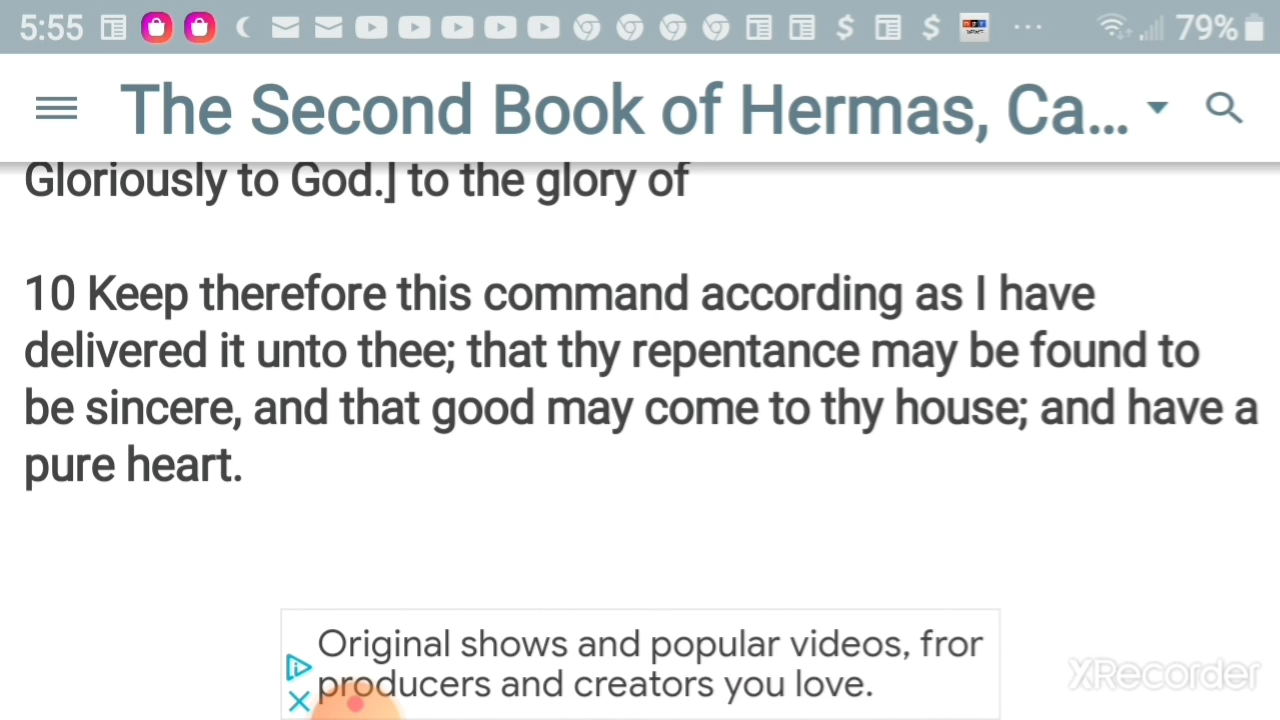 5:55 79%
The Second Book of Hermas, Ca...
Gloriously to God.] to the glory of
10 Keep therefore this command according as I have
delivered it unto thee; that thy repentance may be found to
be sincere, and that good may come to thy house; and have a
pure heart.
Original shows and popular videos, fror
producers and creators you love.
XRecorder